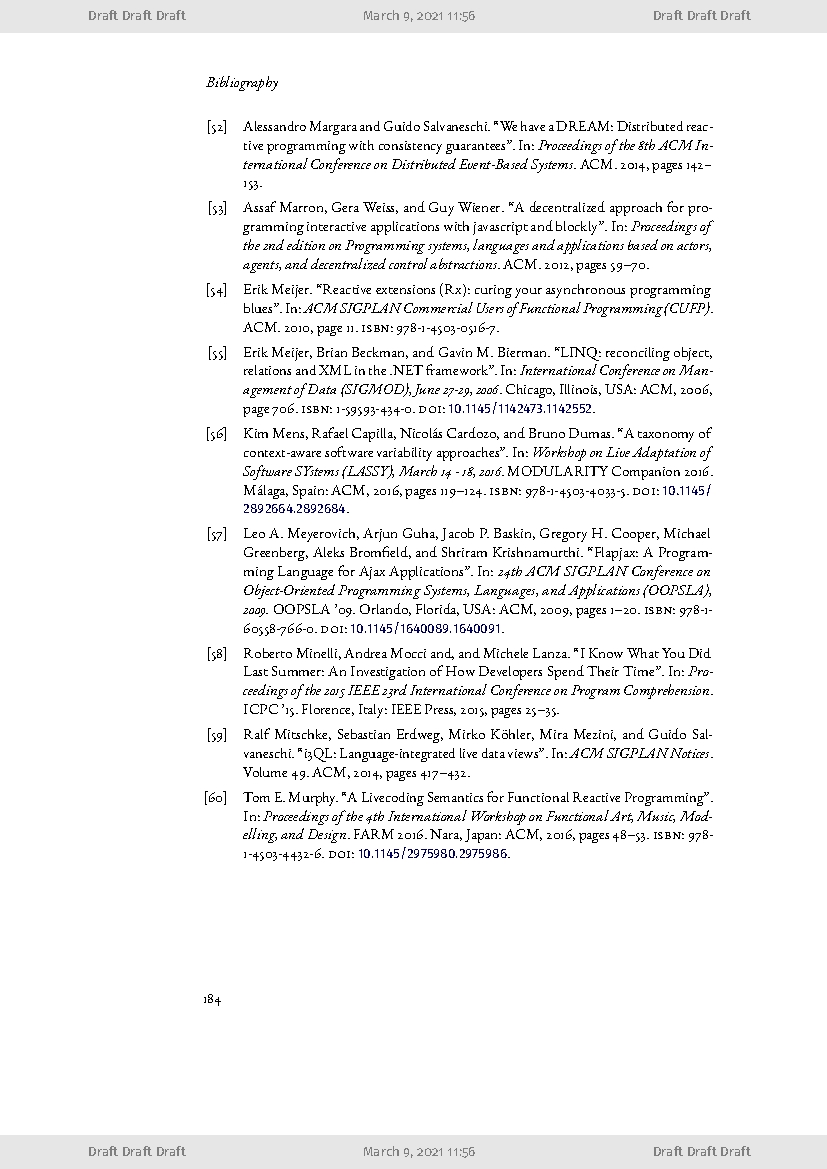 Draft Draft Draft March 9, 2021 11:56 Draft Draft Draft
Bibliography
[52] Alessandro Margara and Guido Salvaneschi. “We have a DREAM: Distributed reac-
tive programming with consistency guarantees”. In: Proceedings of the 8th ACM In-
ternational Conference on Distributed Event-Based Systems. ACM. 2014, pages 142–
153.
[53] Assaf Marron, Gera Weiss, and Guy Wiener. “A decentralized approach for pro-
gramming interactive applications with javascript and blockly”. In: Proceedings of
the 2nd edition on Programming systems, languages and applications based on actors,
agents, and decentralized control abstractions. ACM. 2012, pages 59–70.
[54] Erik Meijer. “Reactive extensions (Rx): curing your asynchronous programming
blues”. In: ACM SIGPLAN Commercial Users of Functional Programming (CUFP).
ACM. 2010, page 11. ISBN: 978-1-4503-0516-7.
[55] Erik Meijer, Brian Beckman, and Gavin M. Bierman. “LINQ: reconciling object,
relations and XML in the .NET framework”. In: International Conference on Man-
agement of Data (SIGMOD), June 27-29, 2006. Chicago, Illinois, USA: ACM, 2006,
page 706. ISBN: 1-59593-434-0. DOI: 10.1145/1142473.1142552.
[56] Kim Mens, Rafael Capilla, Nicolás Cardozo, and Bruno Dumas. “A taxonomy of
context-aware software variability approaches”. In: Workshop on Live Adaptation of
Software SYstems (LASSY), March 14 - 18, 2016. MODULARITY Companion 2016.
Málaga, Spain: ACM, 2016, pages 119–124. ISBN: 978-1-4503-4033-5. DOI: 10.1145/
2892664.2892684.
[57] Leo A. Meyerovich, Arjun Guha, Jacob P. Baskin, Gregory H. Cooper, Michael
Greenberg, Aleks Bromfield, and Shriram Krishnamurthi. “Flapjax: A Program-
ming Language for Ajax Applications”. In: 24th ACM SIGPLAN Conference on
Object-Oriented Programming Systems, Languages, and Applications (OOPSLA),
2009. OOPSLA ’09. Orlando, Florida, USA: ACM, 2009, pages 1–20. ISBN: 978-1-
60558-766-0. DOI: 10.1145/1640089.1640091.
[58] Roberto Minelli, Andrea Mocci and, and Michele Lanza. “I Know What You Did
Last Summer: An Investigation of How Developers Spend Their Time”. In: Pro-
ceedings of the 2015 IEEE 23rd International Conference on Program Comprehension.
ICPC ’15. Florence, Italy: IEEE Press, 2015, pages 25–35.
[59] Ralf Mitschke, Sebastian Erdweg, Mirko Köhler, Mira Mezini, and Guido Sal-
vaneschi. “i3QL: Language-integrated live data views”. In: ACM SIGPLAN Notices.
Volume 49. ACM, 2014, pages 417–432.
[60] Tom E. Murphy. “A Livecoding Semantics for Functional Reactive Programming”.
In: Proceedings of the 4th International Workshop on Functional Art, Music, Mod-
elling, and Design. FARM 2016. Nara, Japan: ACM, 2016, pages 48–53. ISBN: 978-
1-4503-4432-6. DOI: 10.1145/2975980.2975986.
184
Draft Draft Draft March 9, 2021 11:56 Draft Draft Draft